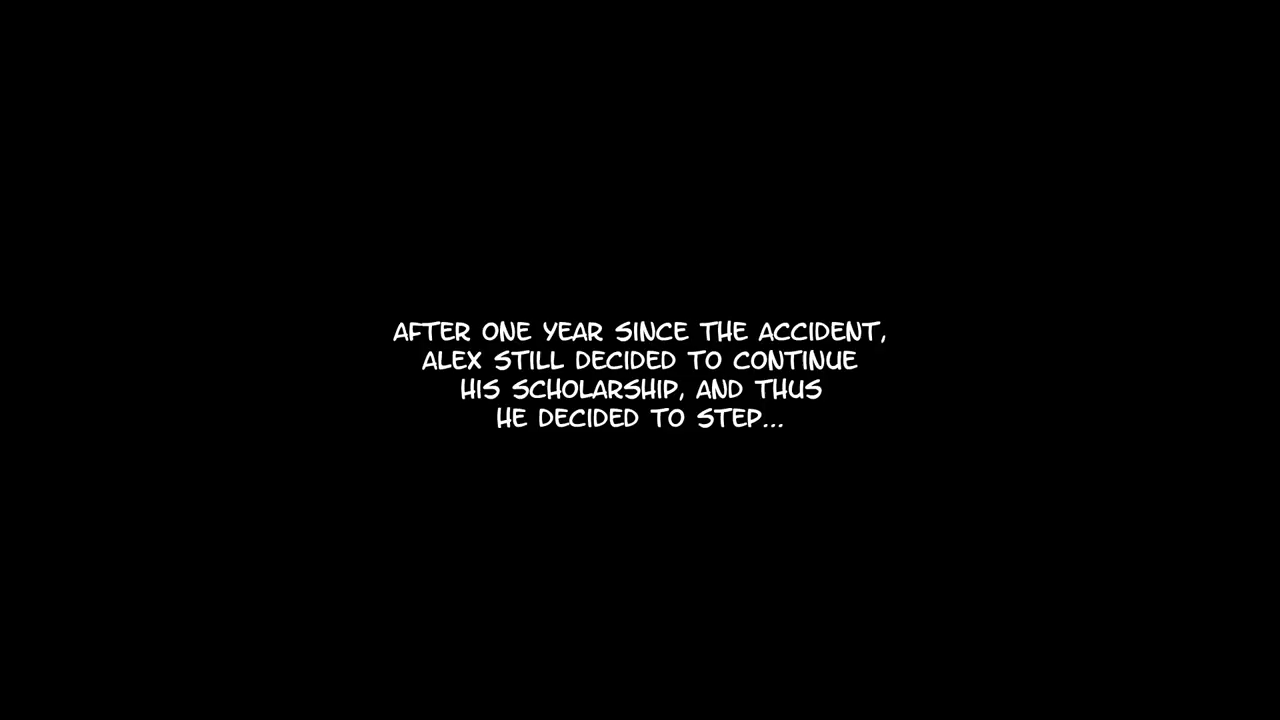 AFTER ONE YEAR SINCE THE ACCIDENT,
ALEX STILL DECIDED TO CONTINUE
HIS SCHOLARSHIP, AND THUS
HE DECIDED TO STEP...